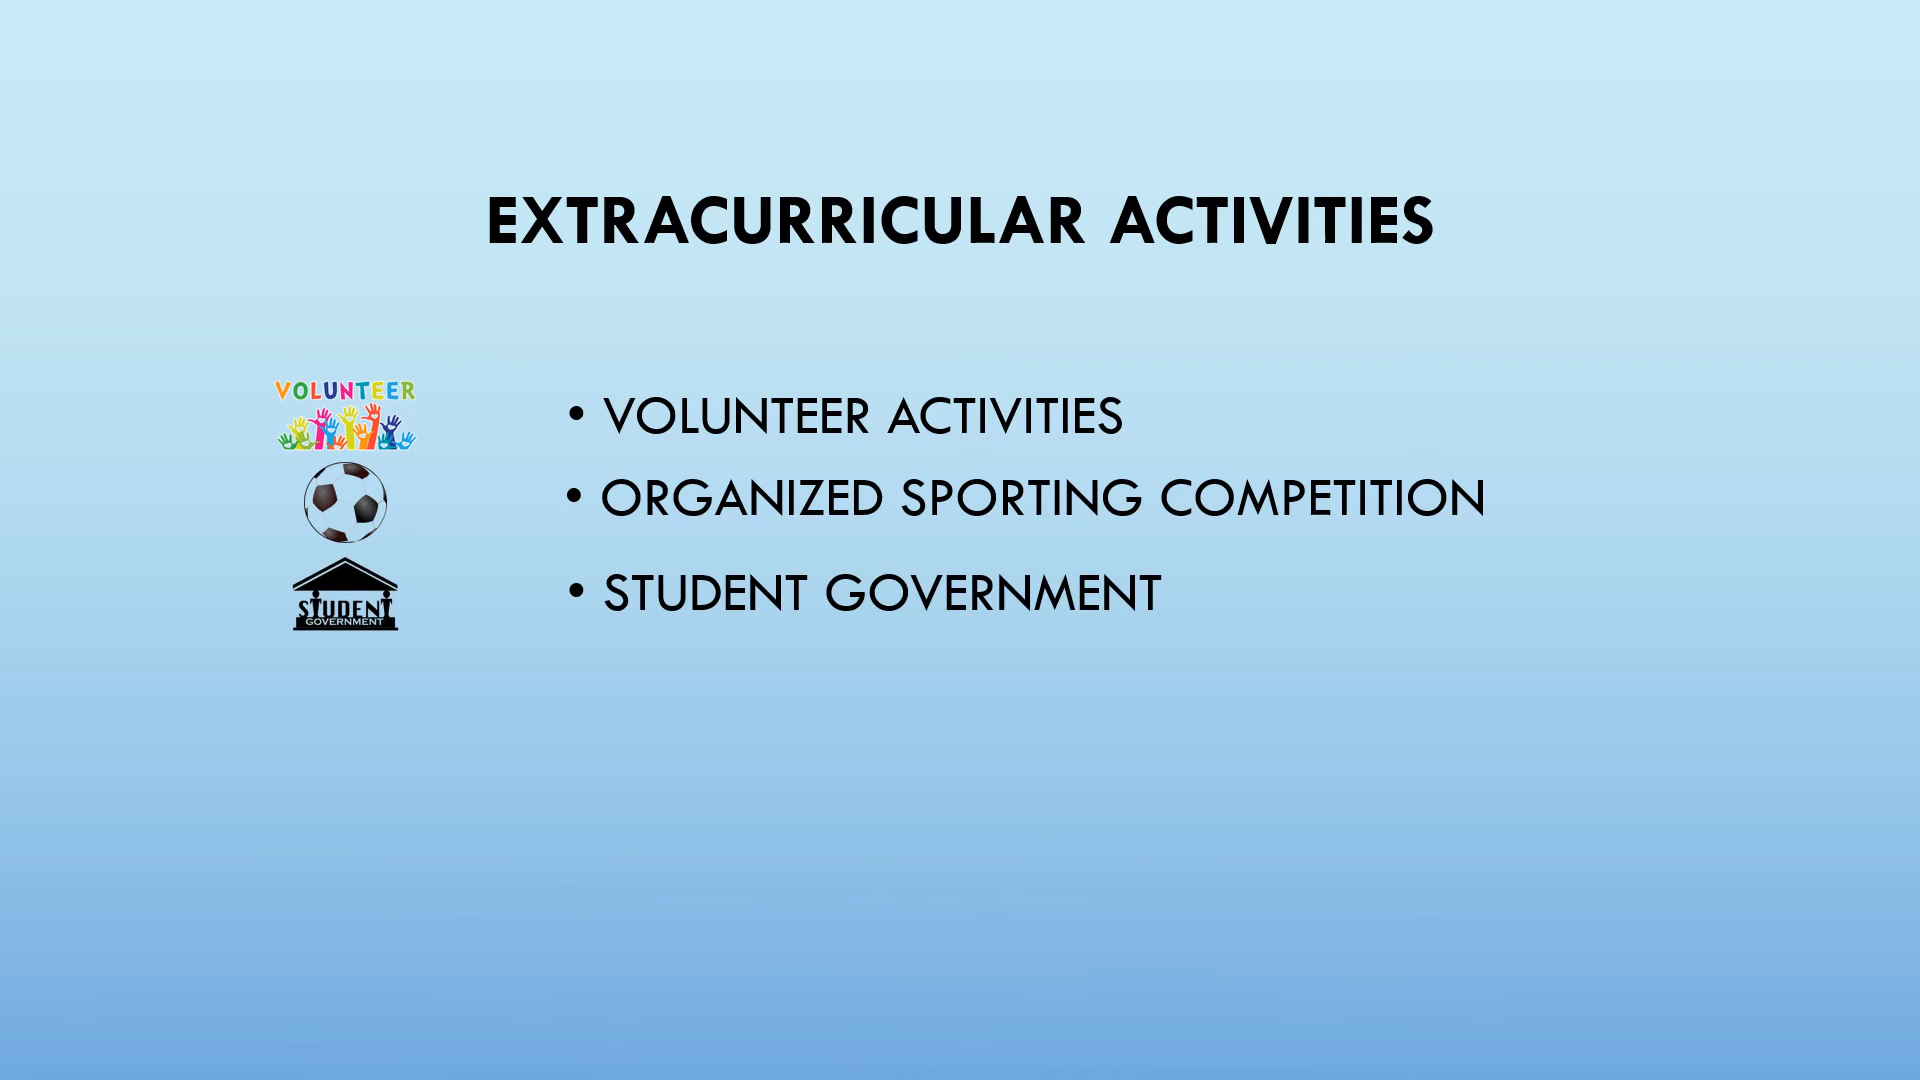 EXTRACURRICULAR ACTIVITIES
VOLUNTEER
• VOLUNTEER ACTIVITIES
• ORGANIZED SPORTING COMPETITION
STUDENT
GOVERNMENT
• STUDENT GOVERNMENT